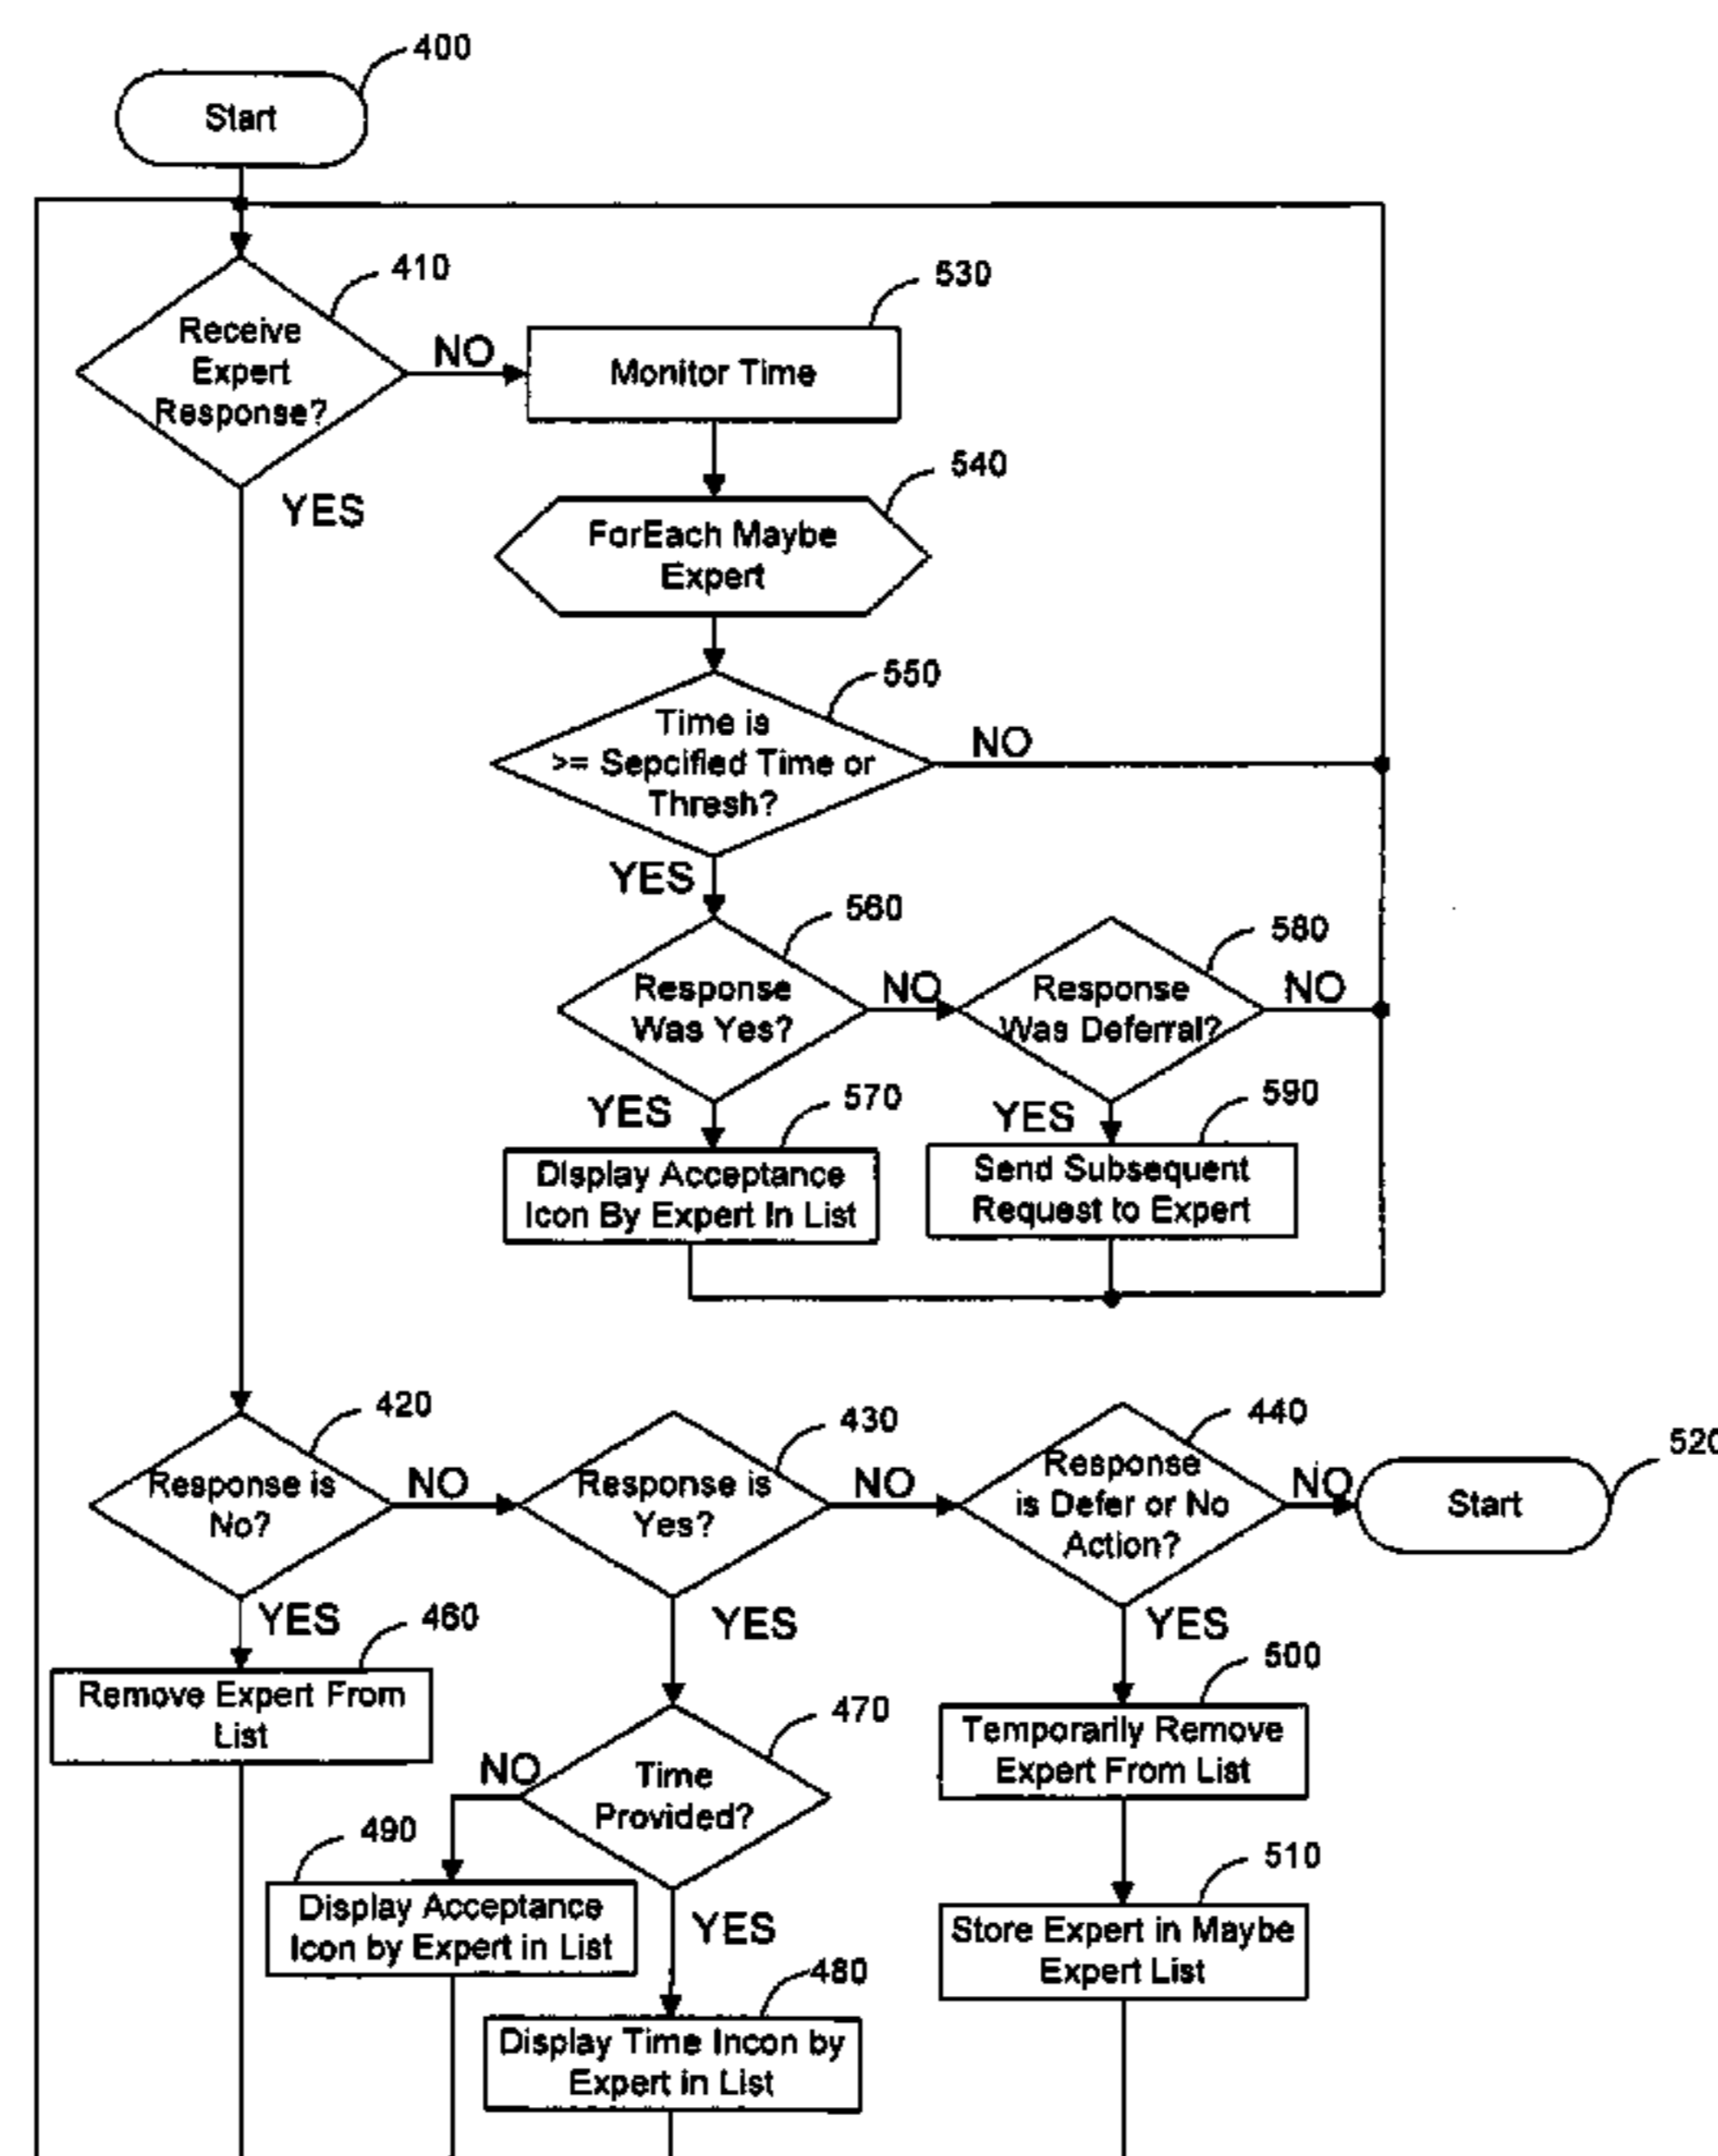 400
Start
410
Receive
Expert
Response?
NO
YES
530
Monitor Time
540
ForEach Maybe
Expert
550
Time is
>= Sepcified Time or
Thresh?
NO
YES
560
Response
Was Yes?
NO
580
Response
Was Deferral?
NO
YES
570
Display Acceptance
Icon By Expert In List
YES
590
Send Subsequent
Request to Expert
420
Response is
No?
NO
430
Response is
Yes?
NO
440
Response
is Defer or No
Action?
NO
520
Start
YES
460
Remove Expert From
List
YES
470
Time
Provided?
NO
490
Display Acceptance
Icon by Expert in List
YES
480
Display Time Incon by
Expert in List
YES
500
Temporarily Remove
Expert From List
510
Store Expert in Maybe
Expert List